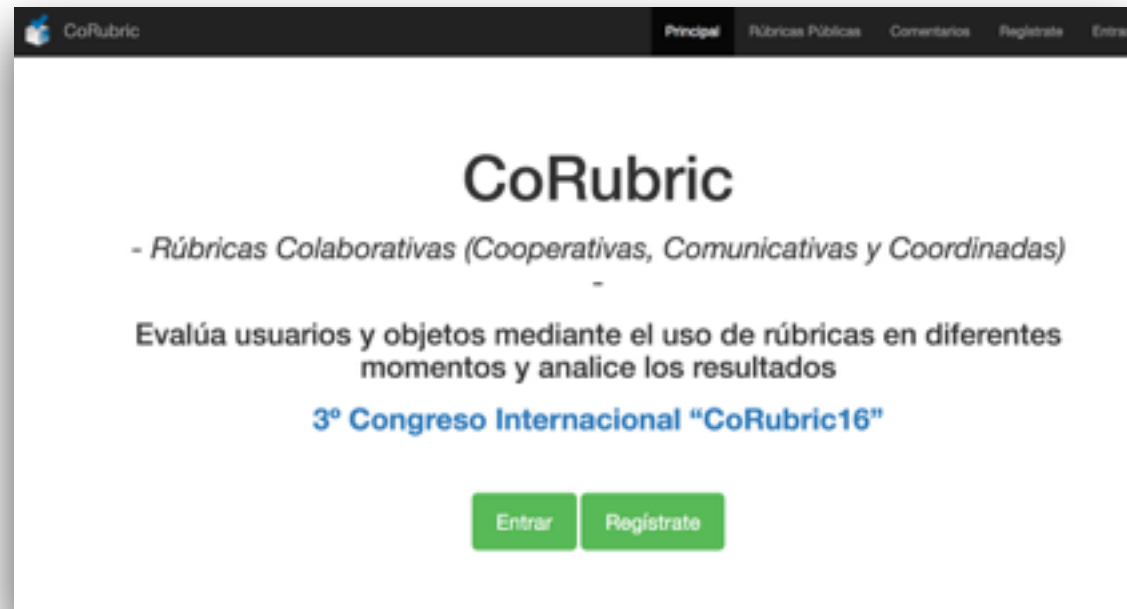 CoRubric Principal Rúbricas Públicas Comentarios Regístrate
CoRubric
- Rúbricas Colaborativas (Cooperativas, Comunicativas y Coordinadas)
-
Evalúa usuarios y objetos mediante el uso de rúbricas en diferentes
momentos y analice los resultados
3º Congreso Internacional “CoRubric16”
Entrar Regístrate